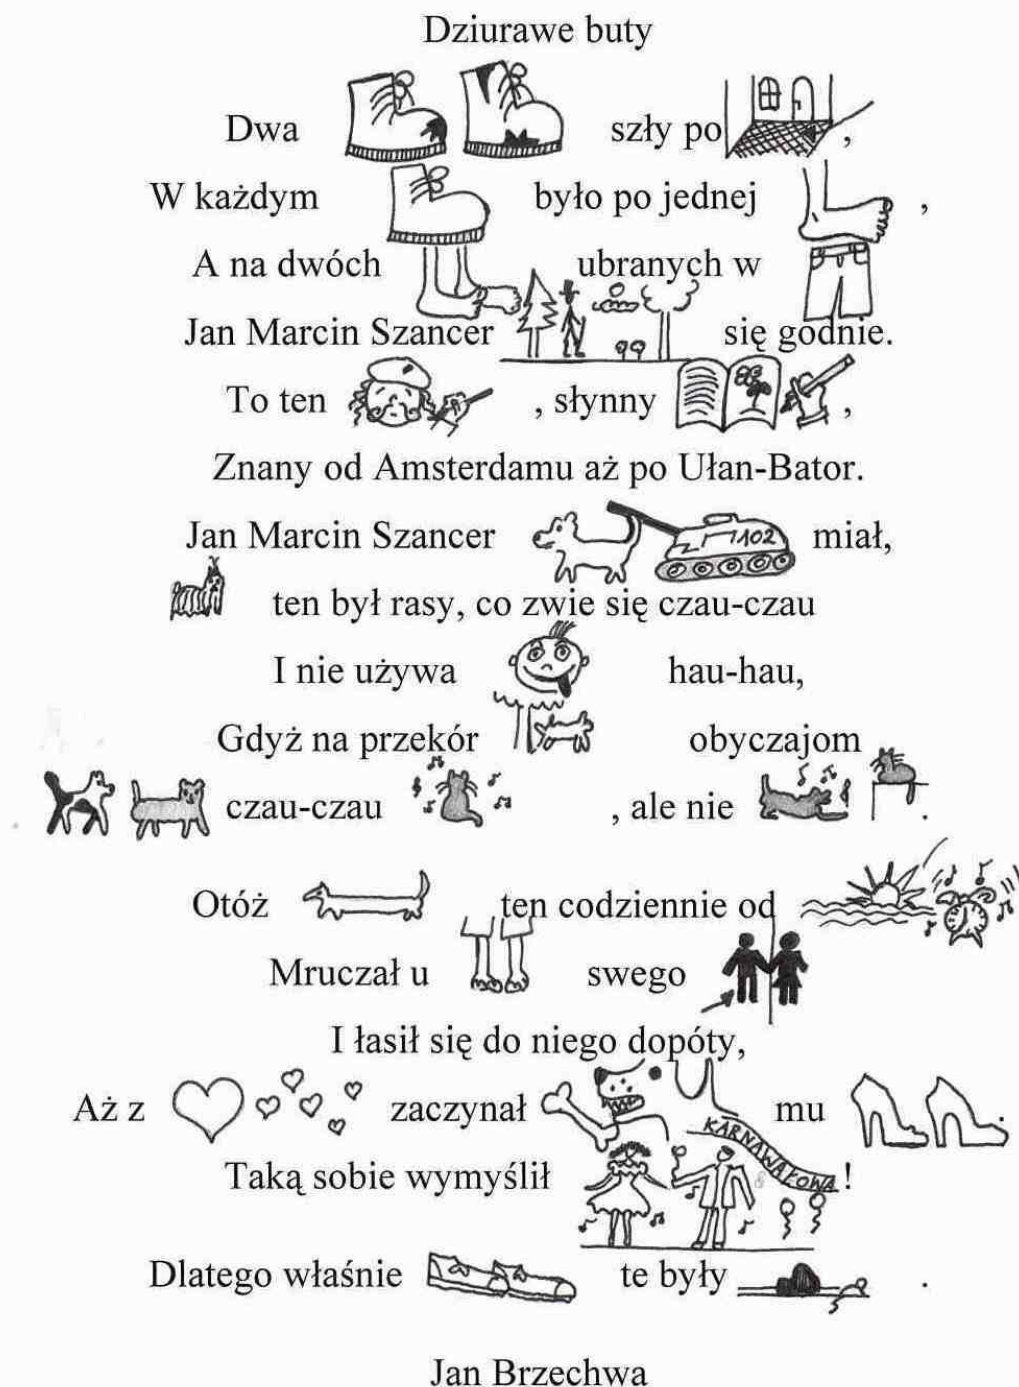 Dziurawe buty
Dwa szły po ,
W każdym było po jednej ,
A na dwóch ubranych w
Jan Marcin Szancer się godnie.
To ten , słynny ,
Znany od Amsterdamu aż po Ułan-Bator.
Jan Marcin Szancer 102 miał,
ten był rasy, co zwie się czau-czau
I nie używa hau-hau,
Gdyż na przekór obyczajom
czau-czau , ale nie .
Otóż ten codziennie od
Mruczał u swego
I łasił się do niego dopóty,
Aż z zaczynał mu .
KARNAWAŁOWA
Taką sobie wymyślił !
Dlatego właśnie te były .
Jan Brzechwa